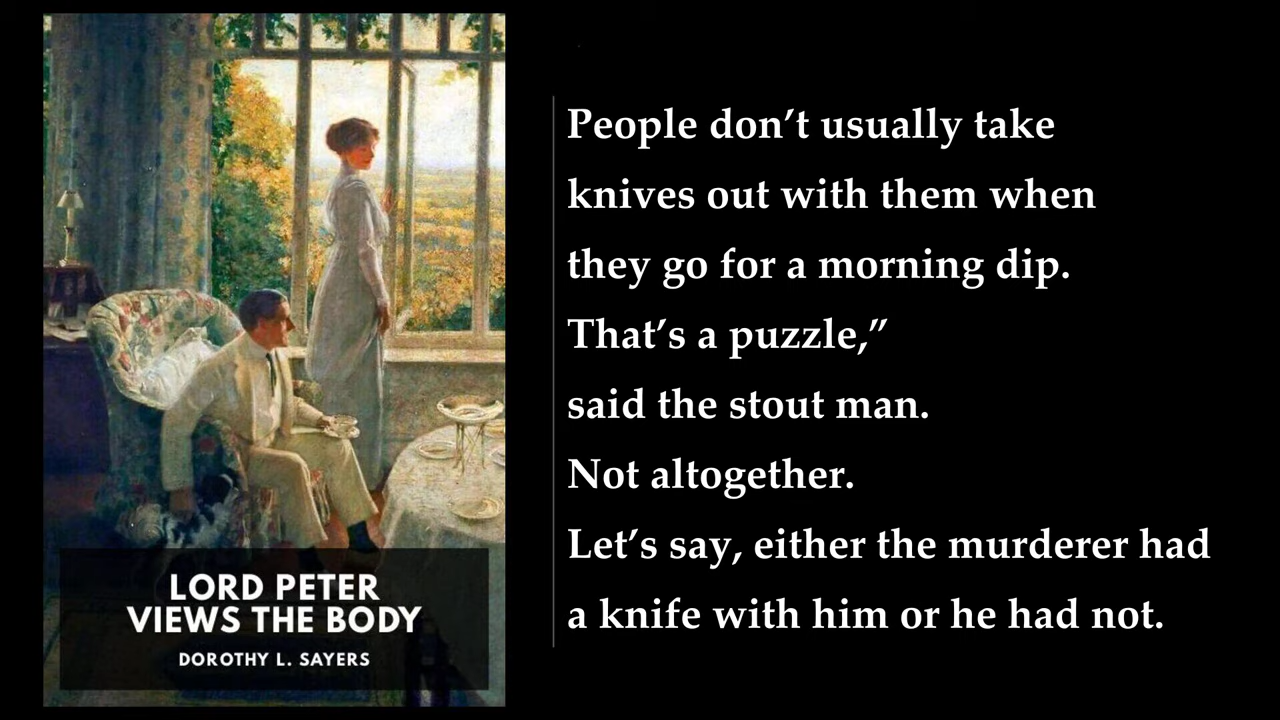 LORD PETER
VIEWS THE BODY
DOROTHY L. SAYERS
People don’t usually take
knives out with them when
they go for a morning dip.
That’s a puzzle,”
said the stout man.
Not altogether.
Let’s say, either the murderer had
a knife with him or he had not.